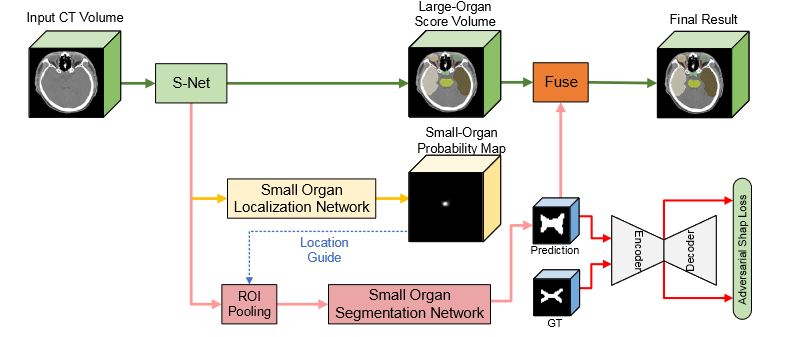 Input CT Volume
Large-Organ
Score Volume
Final Result
S-Net
Fuse
Small-Organ
Probability Map
Small Organ
Localization Network
Location
Guide
Prediction
Encoder
Decoder
Adversarial Shap Loss
ROI
Pooling
Small Organ
Segmentation Network
GT